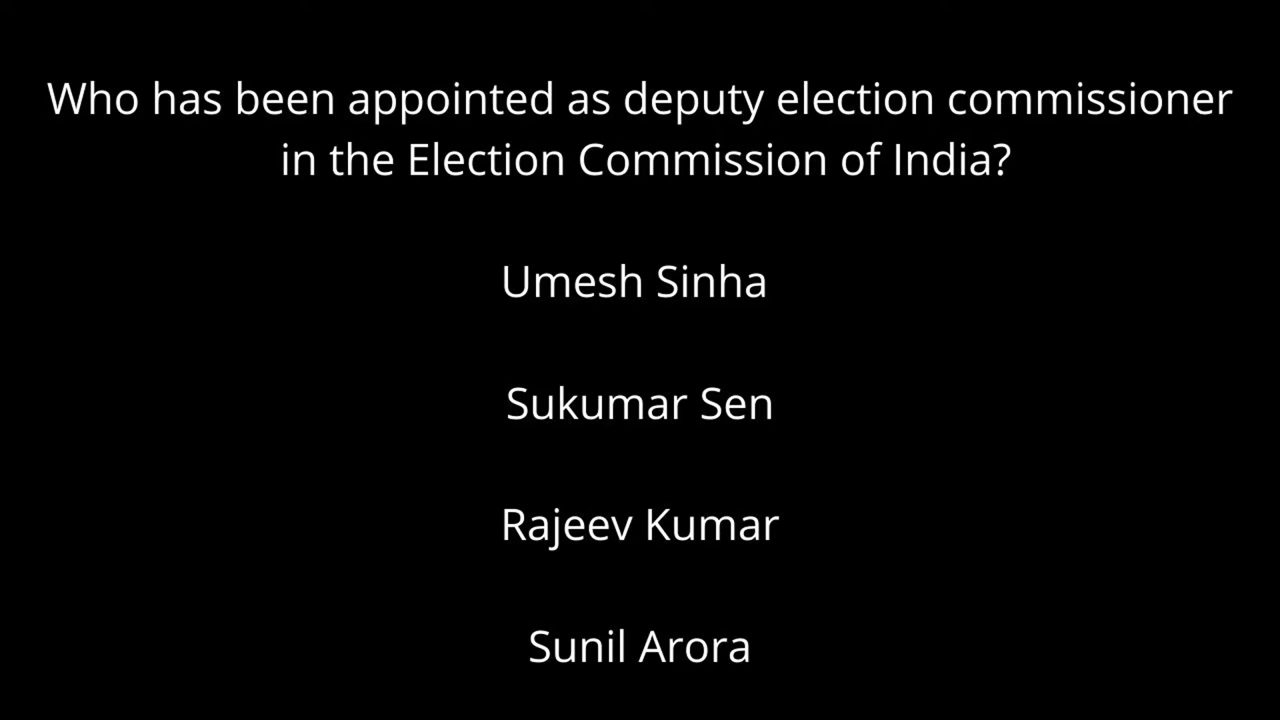 Who has been appointed as deputy election commissioner
in the Election Commission of India?
Umesh Sinha
Sukumar Sen
Rajeev Kumar
Sunil Arora